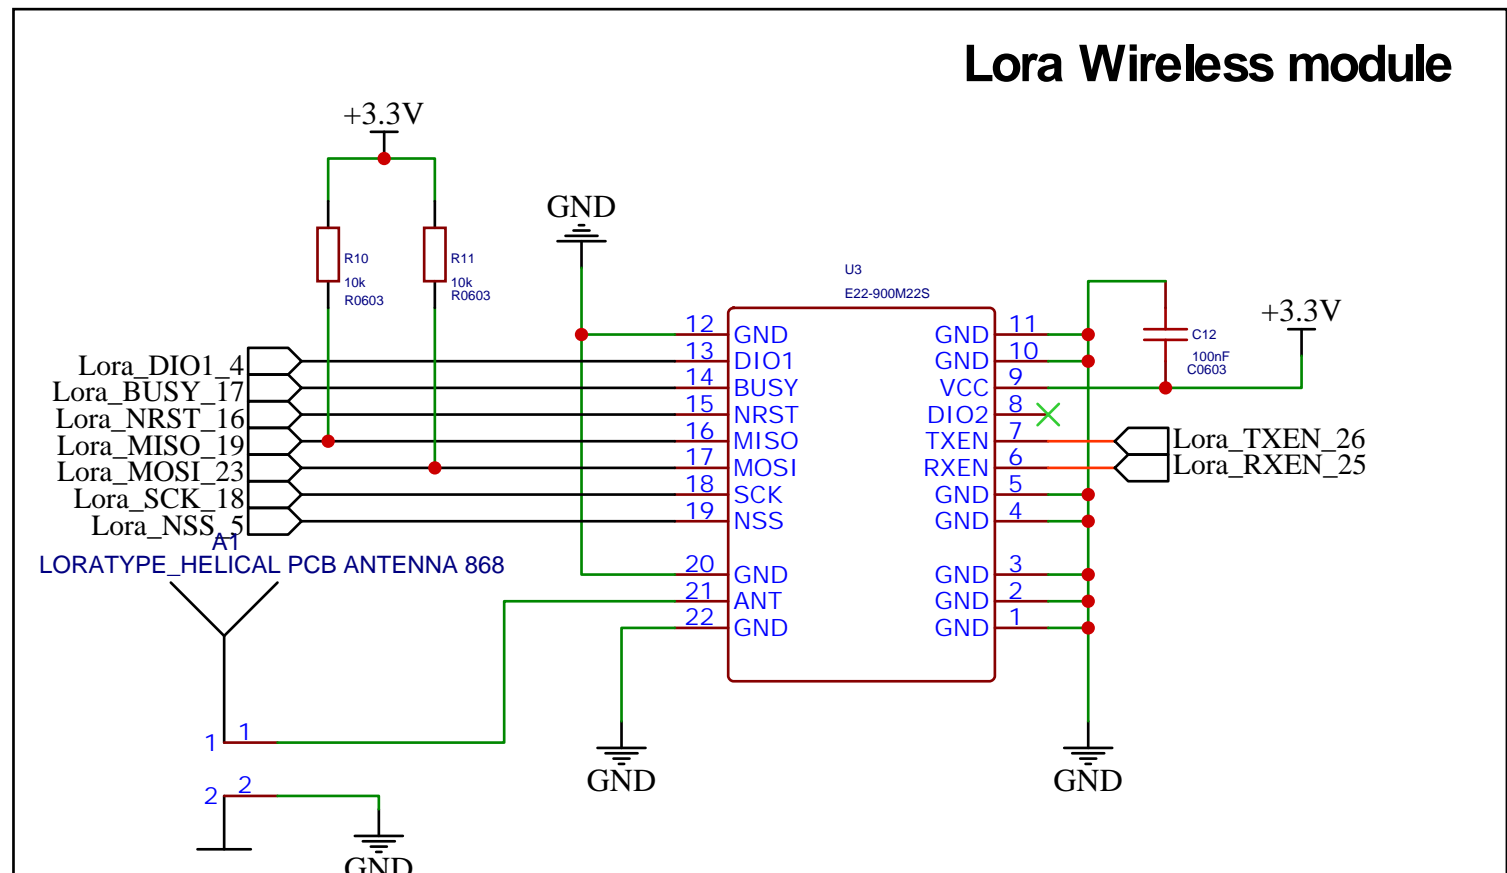 Lora Wireless module
+3.3V
GND
R10
10k
R0603
R11
10k
R0603
U3
E22-900M22S
+3.3V
C12
100nF
C0603
Lora_DIO1_4
Lora_BUSY_17
Lora_NRST_16
Lora_MISO_19
Lora_MOSI_23
Lora_SCK_18
Lora_NSS_5
12 GND GND 11
13 DIO1 GND 10
14 BUSY VCC 9
15 NRST DIO2 8
16 MISO TXEN 7
17 MOSI RXEN 6
18 SCK GND 5
19 NSS GND 4
20 GND GND 3
21 ANT GND 2
22 GND GND 1
Lora_TXEN_26
Lora_RXEN_25
A1
LORATYPE_HELICAL PCB ANTENNA 868
1 1
2 2
GND
GND
GND